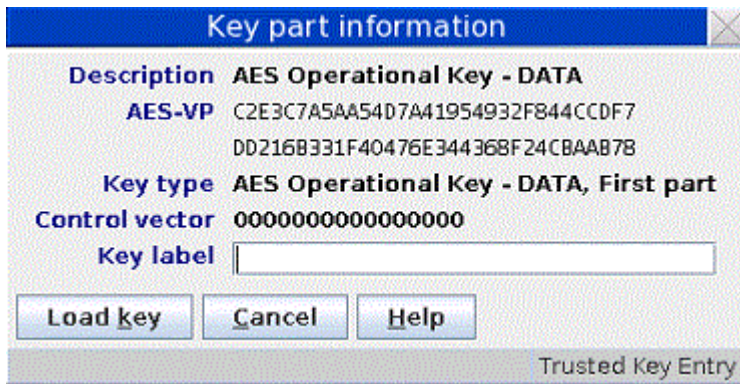 Key part information
Description AES Operational Key - DATA
AES-VP C2E3C7A5AA54D7A41954932F844CCDF7
DD216B331F40476E344368F24CBAAB78
Key type AES Operational Key - DATA, First part
Control vector 0000000000000000
Key label
Load key Cancel Help
Trusted Key Entry